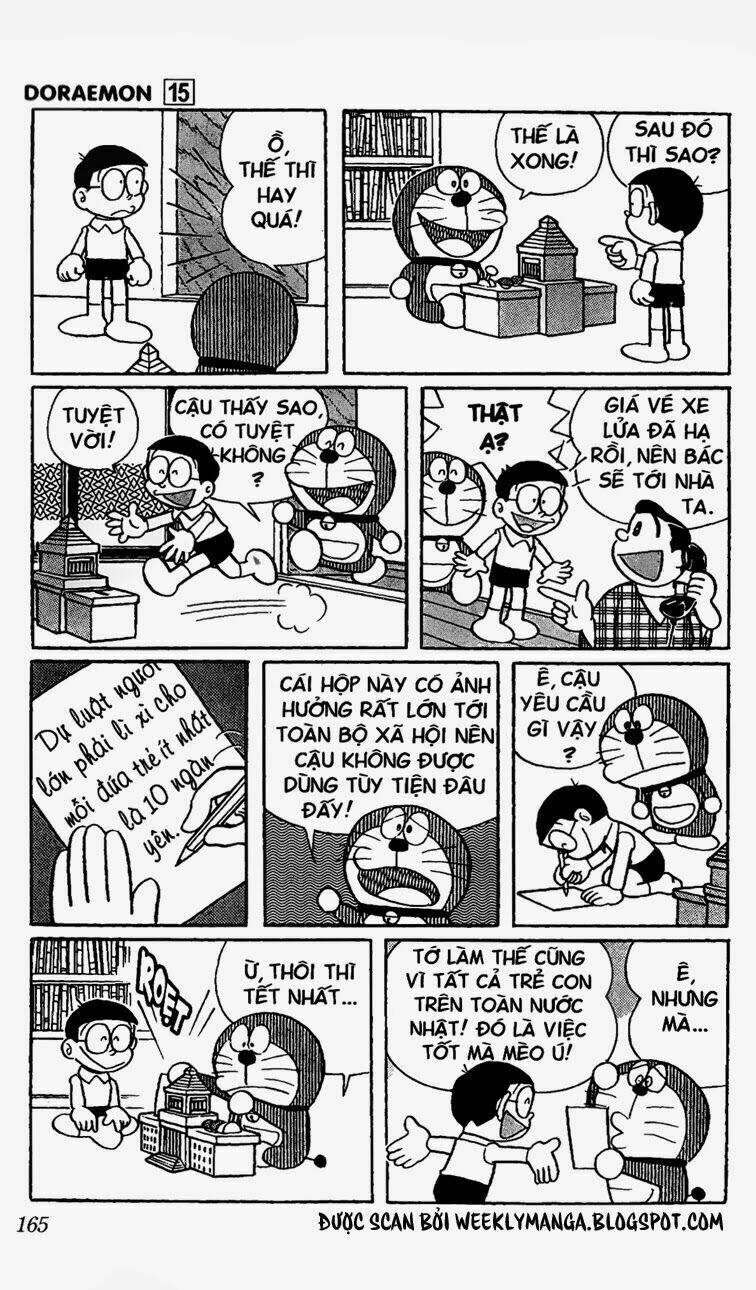 DORAEMON 15
SAU ĐÓ
THÌ SAO?
THẾ LÀ
XONG!
Ồ,
THẾ THÌ
HAY
QUÁ!
GIÁ VÉ XE
LỬA ĐÃ HẠ
RỒI, NÊN BÁC
SẼ TỚI NHÀ
TA.
THẬT
Ạ?
CẬU THẤY SAO,
CÓ TUYỆT
KHÔNG
?
TUYỆT
VỜI!
Ê, CẬU
YÊU CẦU
GÌ VẬY
?
CÁI HỘP NÀY CÓ ẢNH
HƯỞNG RẤT LỚN TỚI
TOÀN BỘ XÃ HỘI NÊN
CẬU KHÔNG ĐƯỢC
DÙNG TÙY TIỆN ĐÂU
ĐẤY!
Dự luật người
lớn phải lì xì cho
mỗi đứa trẻ ít nhất
là 10 ngàn
yên.
Ê,
NHƯNG
MÀ...
TỚ LÀM THẾ CŨNG
VÌ TẤT CẢ TRẺ CON
TRÊN TOÀN NƯỚC
NHẬT! ĐÓ LÀ VIỆC
TỐT MÀ MÈO Ú!
Ừ, THÔI THÌ
TẾT NHẤT...
ROẸT
165
ĐƯỢC SCAN BỞI WEEKLYMANGA.BLOGSPOT.COM